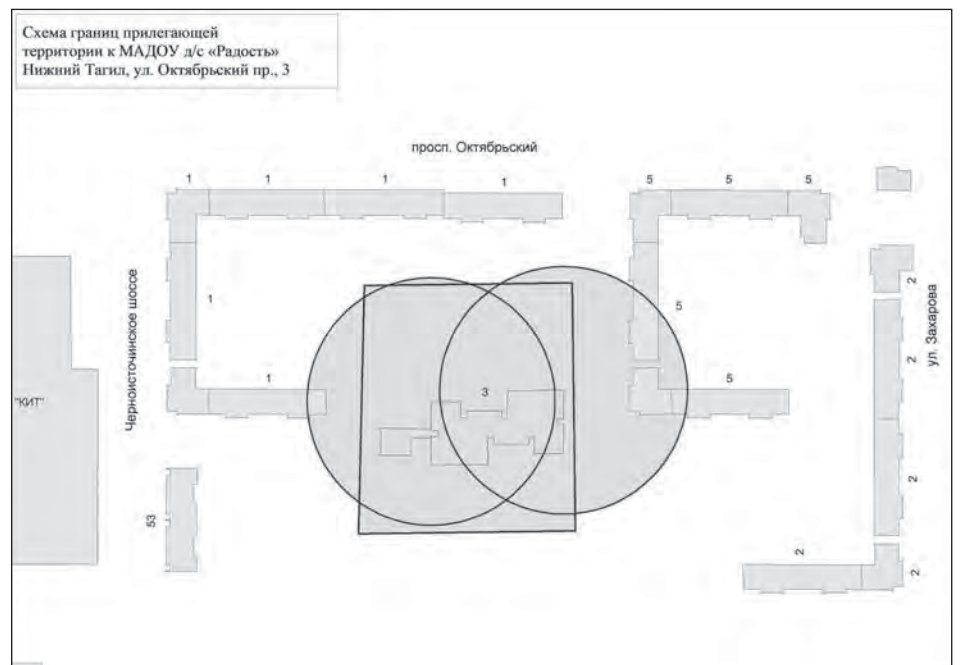 Схема границ прилегающей
территории к МАДОУ д/с «Радость»
Нижний Тагил, ул. Октябрьский пр., 3
просп. Октябрьский
1
1
1
1
5
5
5
Черноисточинское шоссе
1
5
2
ул. Захарова
2
1
3
5
"КИТ"
53
2
2
2